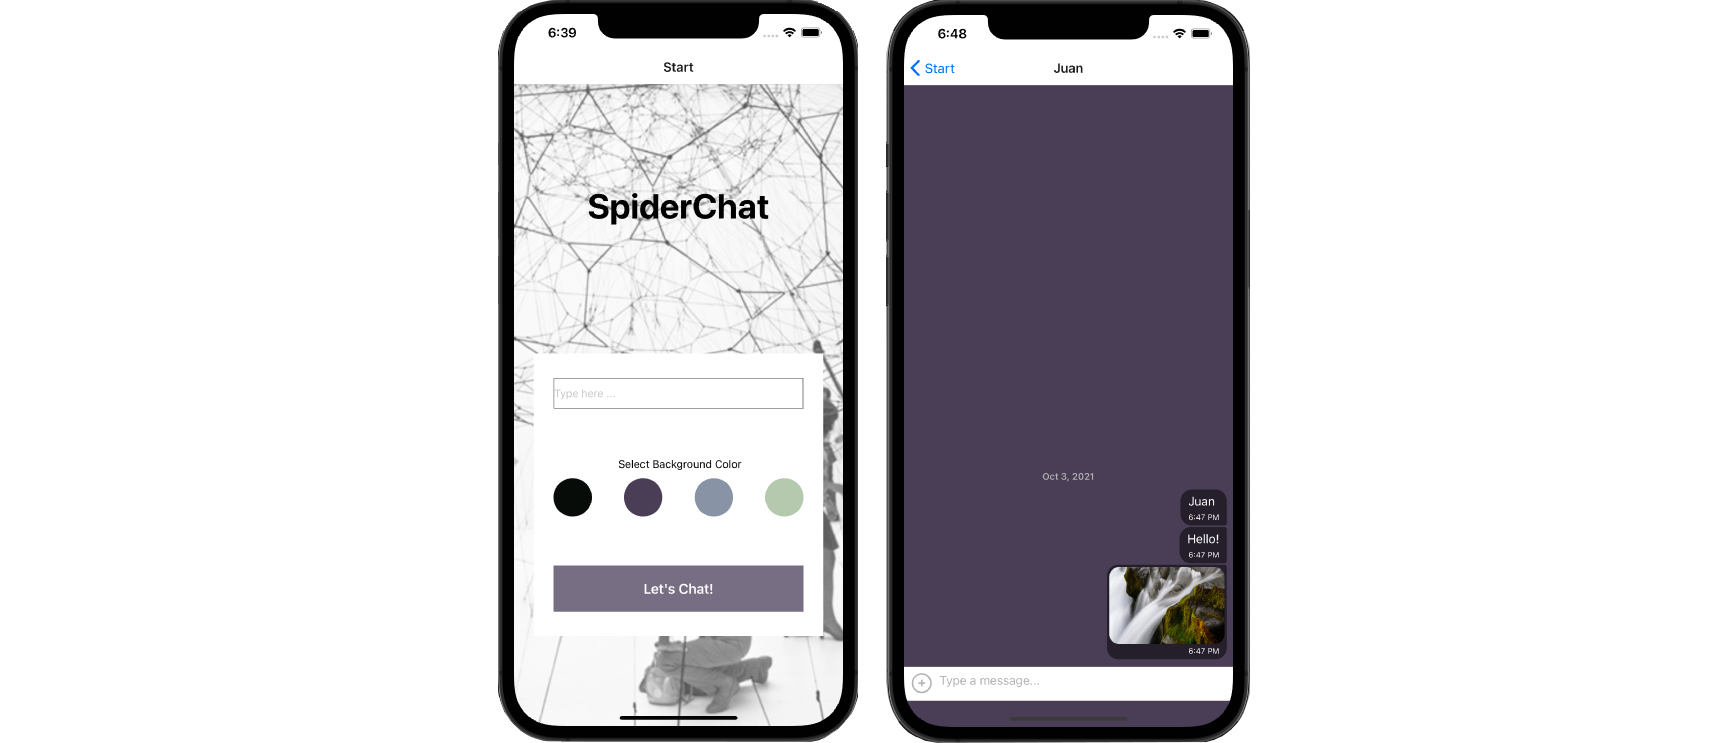 6:39
Start
SpiderChat
Type here ...
Select Background Color
Let's Chat!
6:48
Start
Juan
Oct 3, 2021
Juan
6:47 PM
Hello!
6:47 PM
6:47 PM
Type a message...